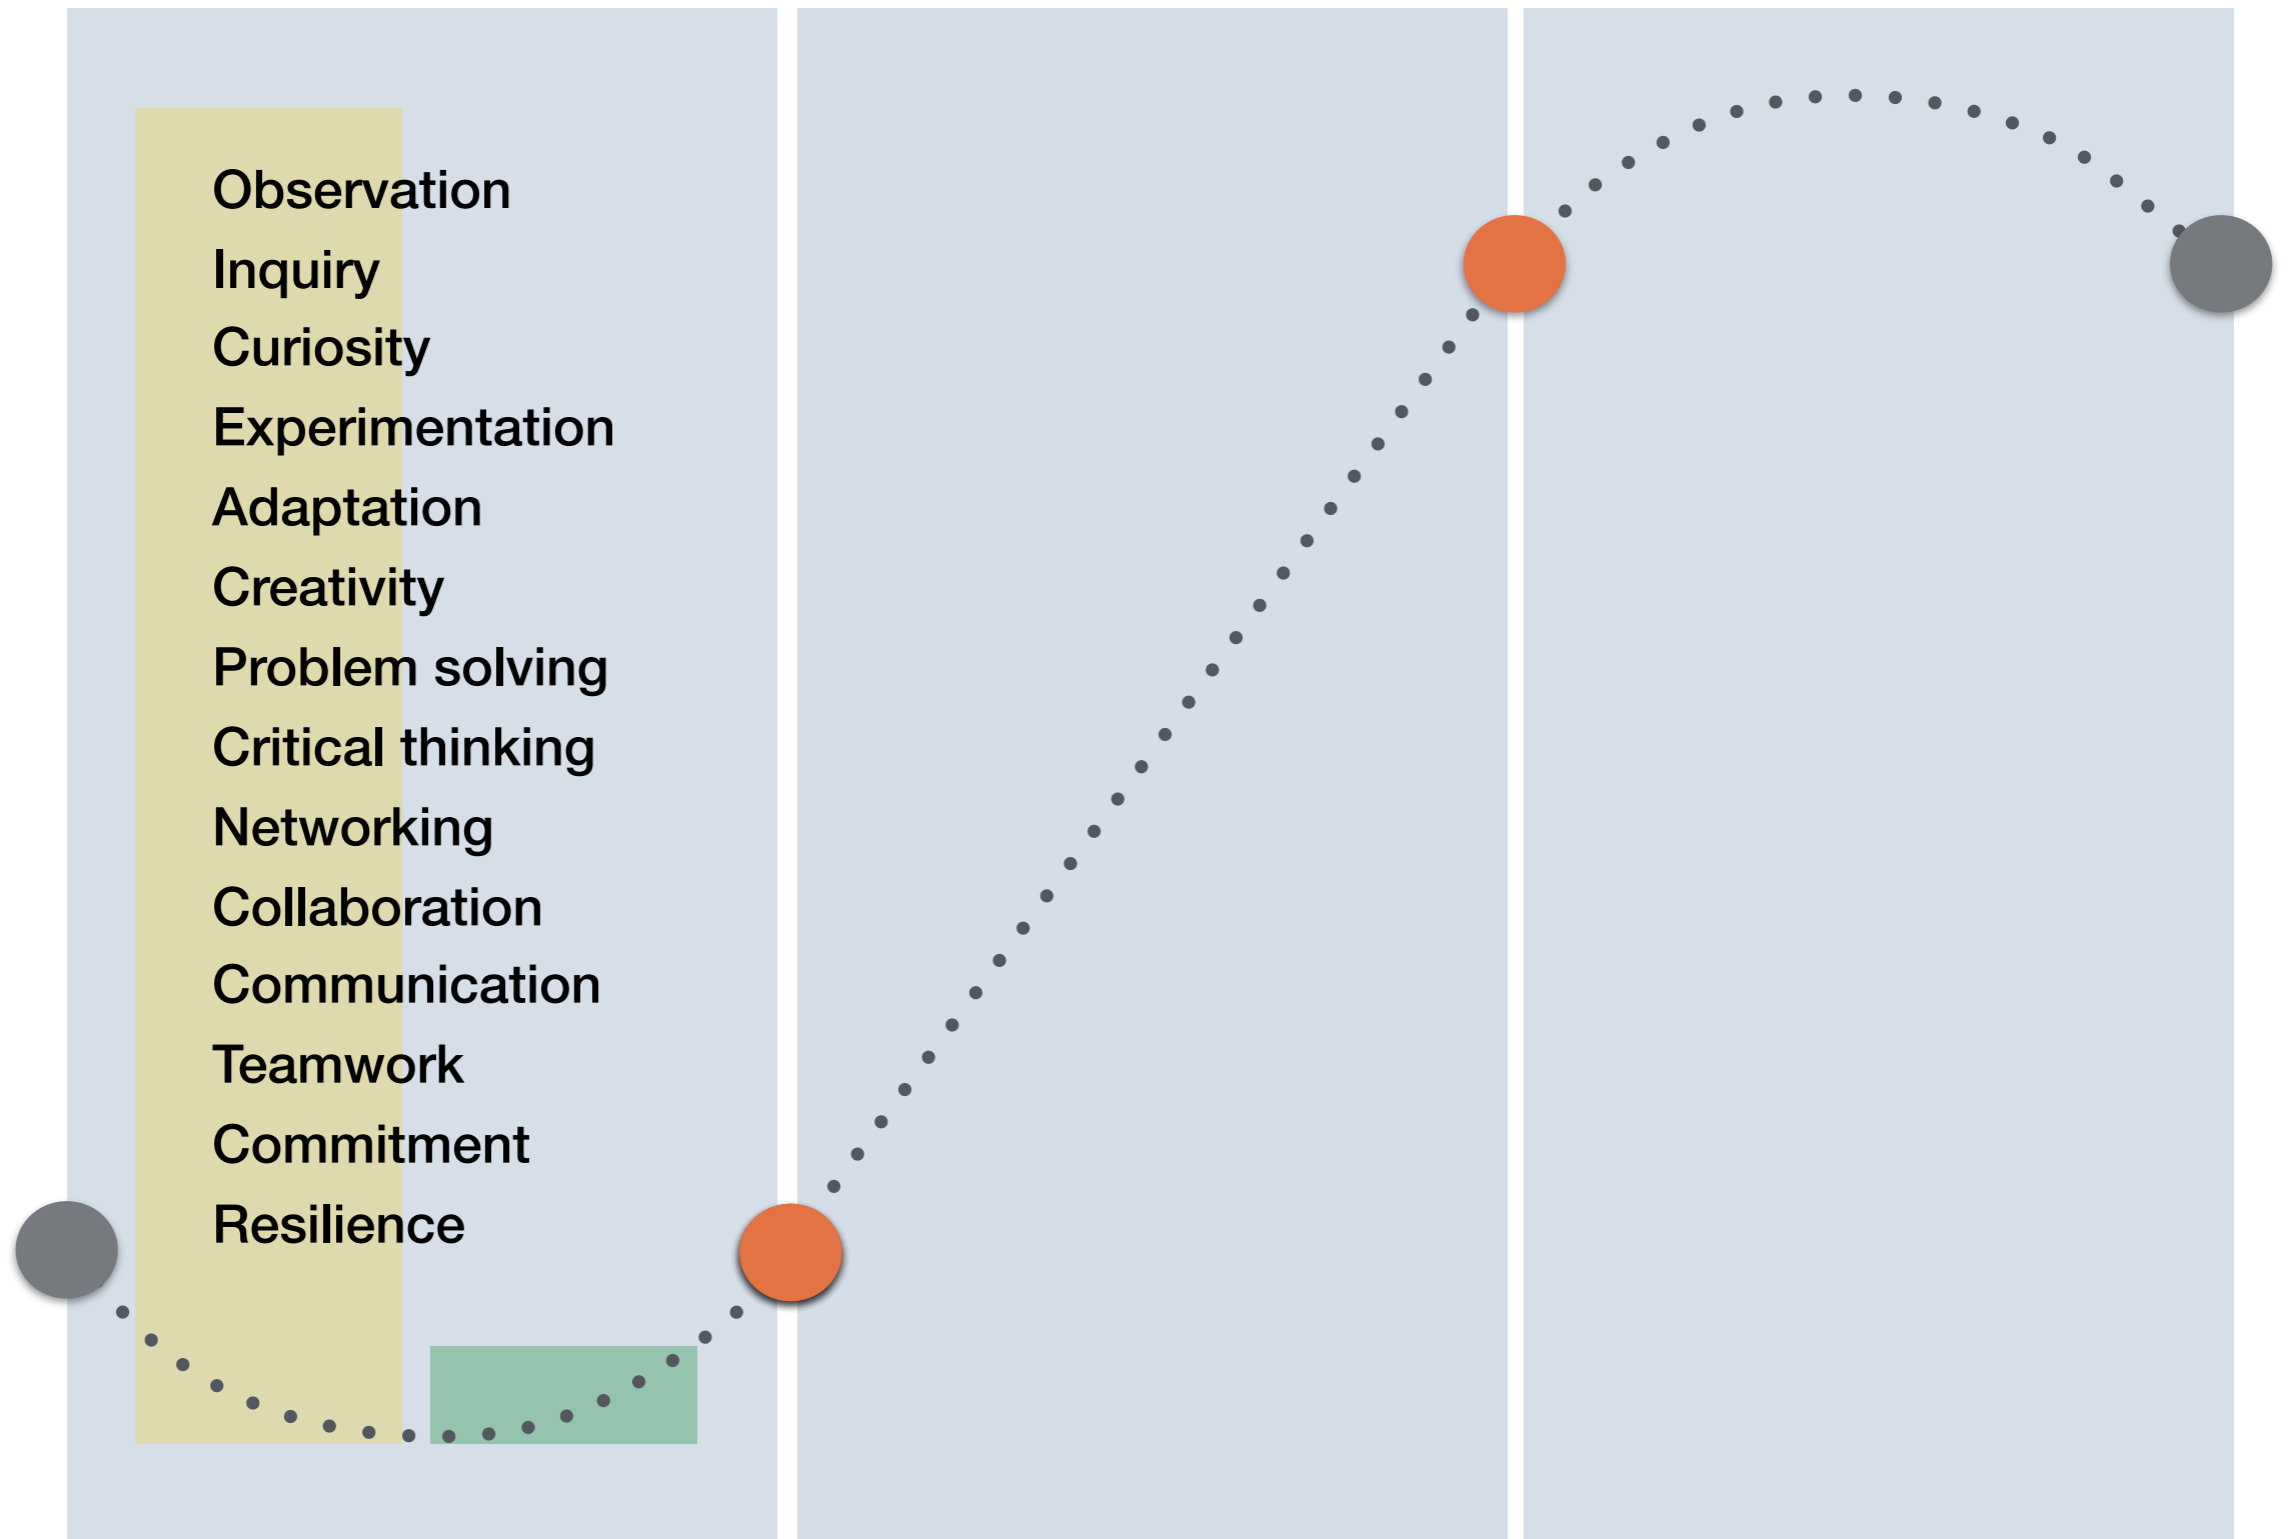 Observation
Inquiry
Curiosity
Experimentation
Adaptation
Creativity
Problem solving
Critical thinking
Networking
Collaboration
Communication
Teamwork
Commitment
Resilience